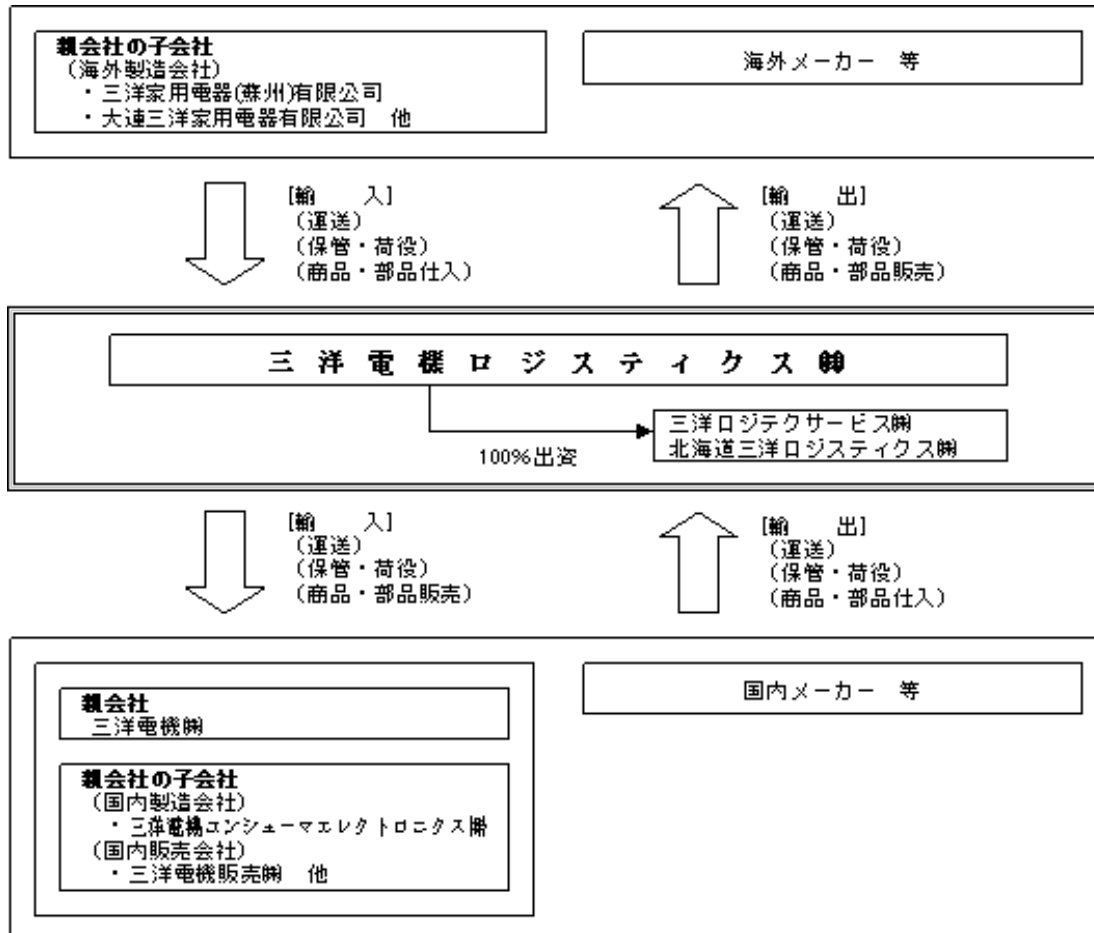 親会社の子会社
(海外製造会社)
・三洋家用電器(蘇州)有限公司
・大連三洋家用電器有限公司 他
海外メーカー 等
[輸 入]
(運送)
(保管・荷役)
(商品・部品仕入)
[輸 出]
(運送)
(保管・荷役)
(商品・部品販売)
三洋電機ロジスティクス㈱
三洋ロジテクサービス㈱
北海道三洋ロジスティクス㈱
100%出資
[輸 入]
(運送)
(保管・荷役)
(商品・部品販売)
[輸 出]
(運送)
(保管・荷役)
(商品・部品仕入)
親会社
三洋電機㈱
親会社の子会社
(国内製造会社)
・三洋電機コンシューマエレクトロニクス㈱
(国内販売会社)
・三洋電機販売㈱ 他
国内メーカー 等